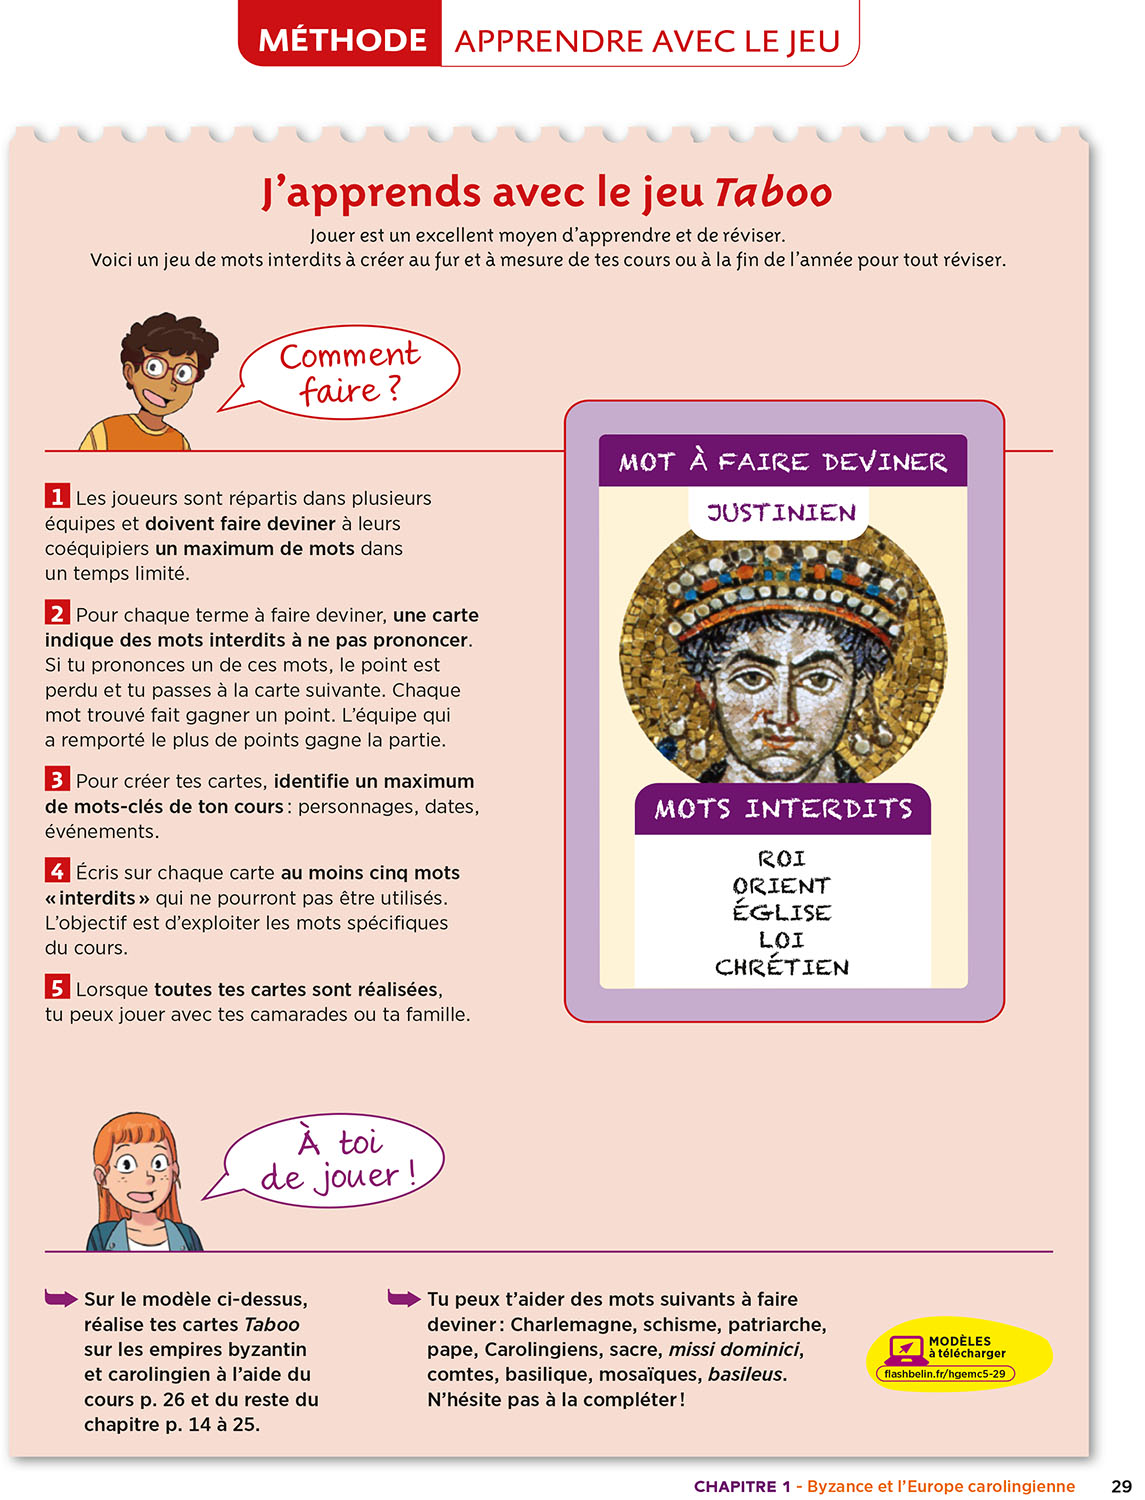 MÉTHODE APPRENDRE AVEC LE JEU
J'apprends avec le jeu Taboo
Jouer est un excellent moyen d'apprendre et de réviser.
Voici un jeu de mots interdits à créer au fur et à mesure de tes cours ou à la fin de l'année pour tout réviser.
Comment
faire ?
1 Les joueurs sont répartis dans plusieurs
équipes et doivent faire deviner à leurs
coéquipiers un maximum de mots dans
un temps limité.
2 Pour chaque terme à faire deviner, une carte
indique des mots interdits à ne pas prononcer.
Si tu prononces un de ces mots, le point est
perdu et tu passes à la carte suivante. Chaque
mot trouvé fait gagner un point. L'équipe qui
a remporté le plus de points gagne la partie.
3 Pour créer tes cartes, identifie un maximum
de mots-clés de ton cours : personnages, dates,
événements.
4 Écris sur chaque carte au moins cinq mots
« interdits » qui ne pourront pas être utilisés.
L'objectif est d'exploiter les mots spécifiques
du cours.
5 Lorsque toutes tes cartes sont réalisées,
tu peux jouer avec tes camarades ou ta famille.
MOT À FAIRE DEVINER
JUSTINIEN
MOTS INTERDITS
ROI
ORIENT
ÉGLISE
LOI
CHRÉTIEN
À toi
de jouer !
Sur le modèle ci-dessus,
réalise tes cartes Taboo
sur les empires byzantin
et carolingien à l'aide du
cours p. 26 et du reste du
chapitre p. 14 à 25.
Tu peux t'aider des mots suivants à faire
deviner : Charlemagne, schisme, patriarche,
pape, Carolingiens, sacre, missi dominici,
comtes, basilique, mosaïques, basileus.
N'hésite pas à la compléter !
MODÈLES
à télécharger
flashbelin.fr/hgemc5-29
CHAPITRE 1 - Byzance et l'Europe carolingienne 29